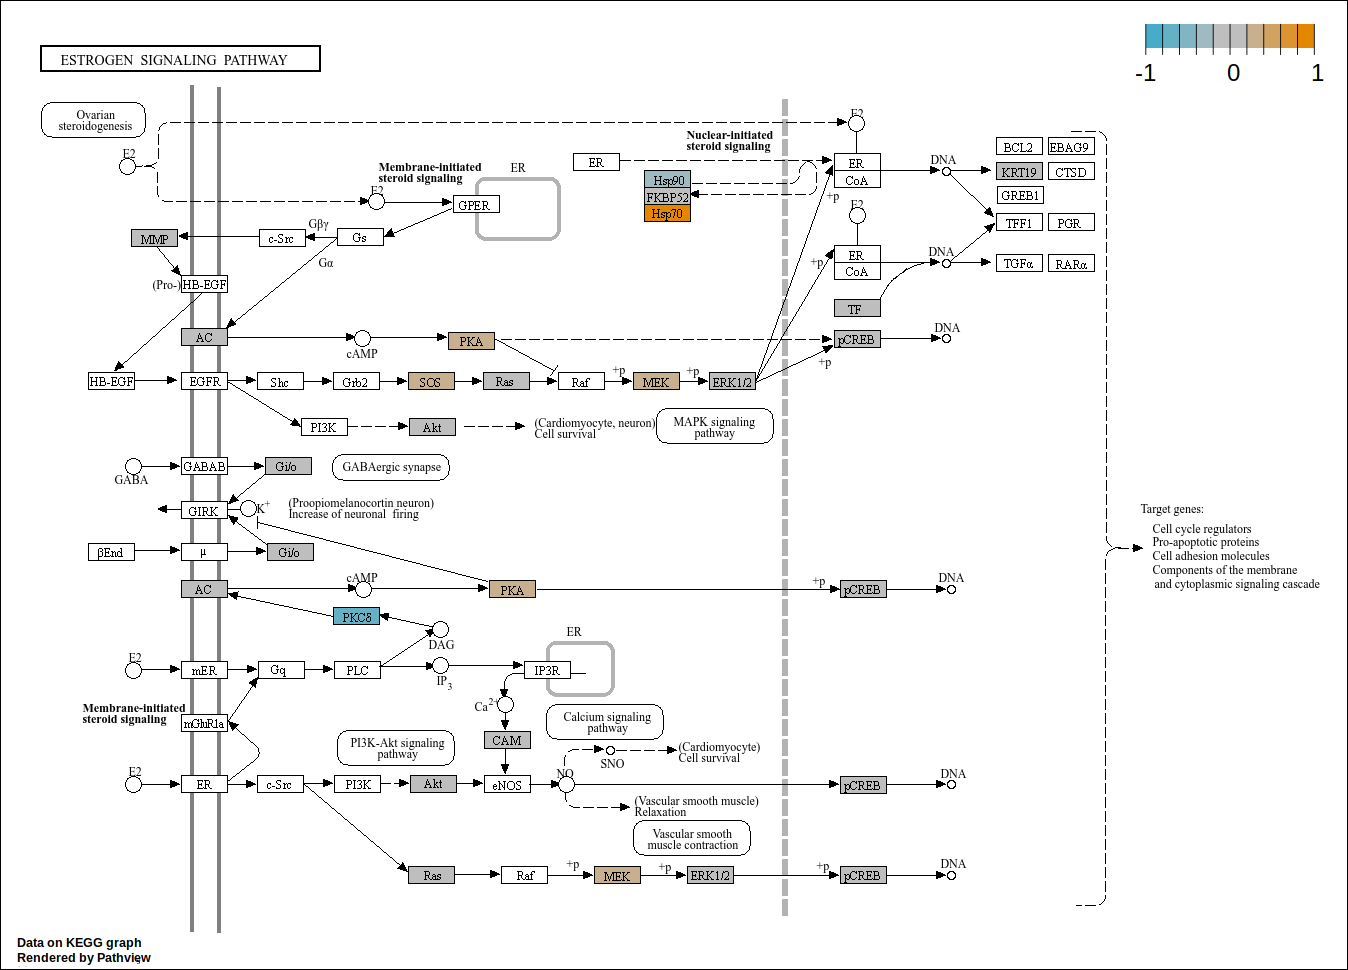 ESTROGEN SIGNALING PATHWAY
-1 0 1
Ovarian
steroidogenesis
E2
E2
Nuclear-initiated
steroid signaling
ER
Membrane-initiated
steroid signaling
ER
E2
GPER
Hsp90
FKBP52
Hsp70
ER
CoA
+p
DNA
BCL2
EBAG9
KRT19
CTSD
GREB1
E2
TFF1
PGR
MMP
c-Src
Gβγ
Gs
Gα
ER
CoA
+p
DNA
TGFα
RARα
(Pro-)
HB-EGF
TF
AC
cAMP
PKA
pCREB
DNA
+p
HB-EGF
EGFR
Shc
Grb2
SOS
Ras
Raf
+p
MEK
+p
ERK1/2
PI3K
Akt
(Cardiomyocyte, neuron)
Cell survival
MAPK signaling
pathway
GABA
GABAB
Gi/o
GABAergic synapse
GIRK
K+
(Propiomelanocortin neuron)
Increase of neuronal firing
Target genes:
Cell cycle regulators
Pro-apoptotic proteins
Cell adhesion molecules
Components of the membrane
and cytoplasmic signaling cascade
βEnd
μ
Gi/o
AC
cAMP
PKA
+p
pCREB
DNA
PKCδ
DAG
E2
mER
Gq
PLC
IP3
ER
IP3R
Ca2+
Membrane-initiated
steroid signaling
mGluR1a
PI3K-Akt signaling
pathway
CAM
Calcium signaling
pathway
(Cardiomyocyte)
Cell survival
SNO
E2
ER
c-Src
PI3K
Akt
eNOS
NO
pCREB
DNA
(Vascular smooth muscle)
Relaxation
Vascular smooth
muscle contraction
Ras
Raf
+p
MEK
+p
ERK1/2
+p
pCREB
DNA
Data on KEGG graph
Rendered by Pathview